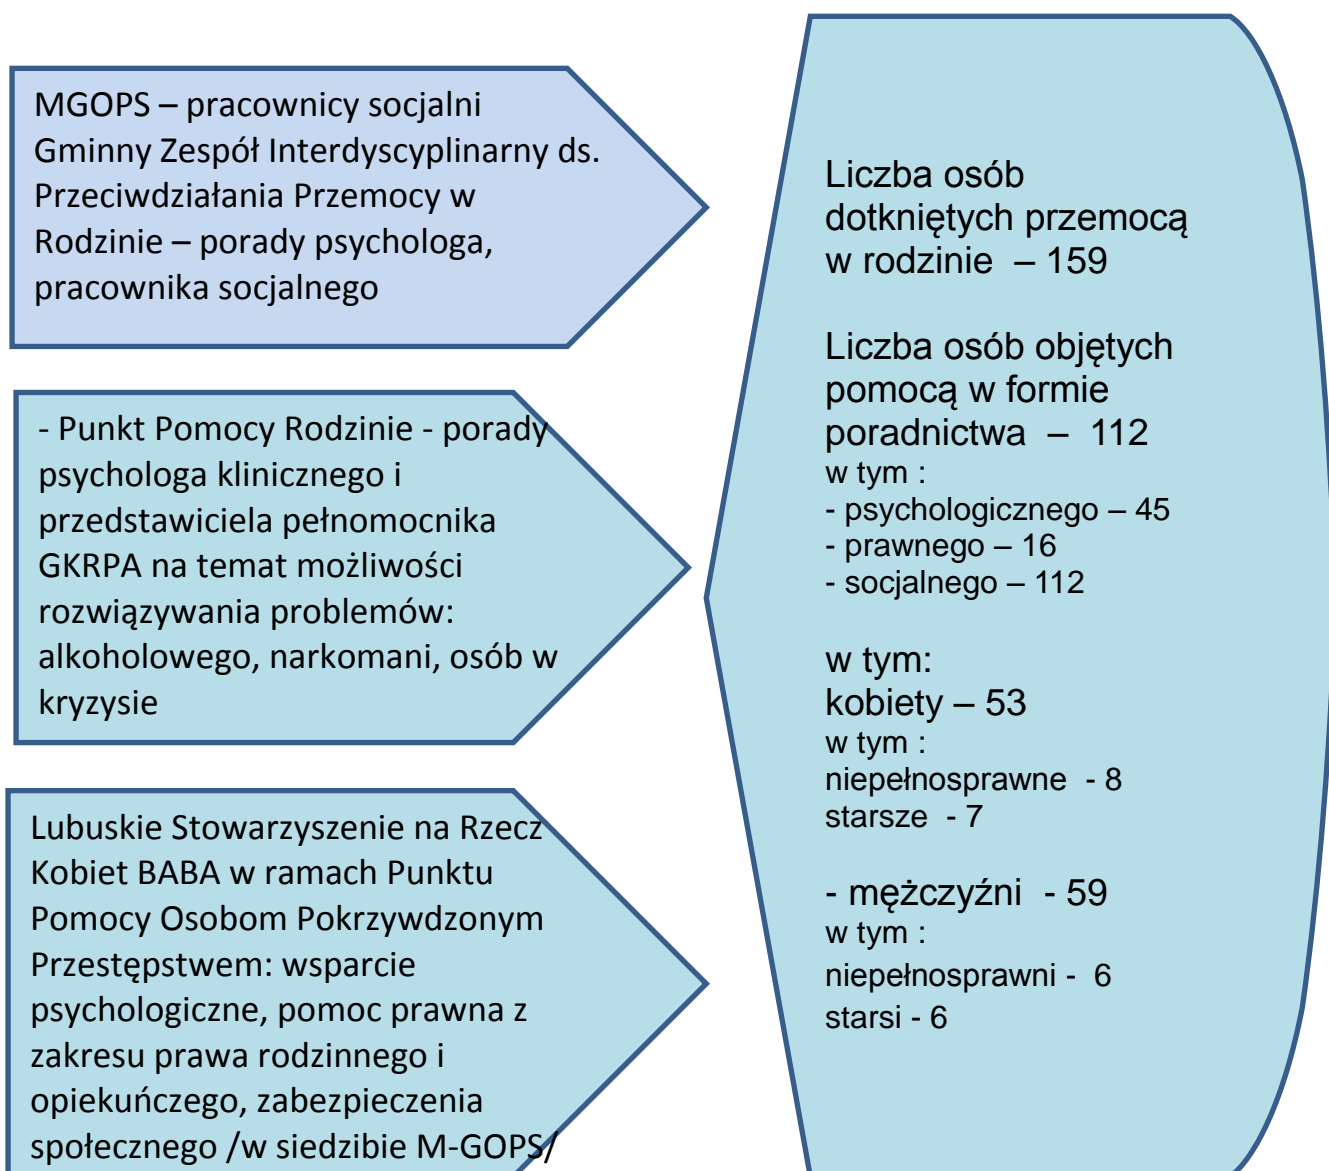 MGOPS – pracownicy socjalni
Gminny Zespół Interdyscyplinarny ds.
Przeciwdziałania Przemocy w
Rodzinie – porady psychologa,
pracownika socjalnego
- Punkt Pomocy Rodzinie - porady
psychologa klinicznego i
przedstawiciela pełnomocnika
GKRPA na temat możliwości
rozwiązywania problemów:
alkoholowego, narkomani, osób w
kryzysie
Lubuskie Stowarzyszenie na Rzecz
Kobiet BABA w ramach Punktu
Pomocy Osobom Pokrzywdzonym
Przestępstwem: wsparcie
psychologiczne, pomoc prawna z
zakresu prawa rodzinnego i
opiekuńczego, zabezpieczenia
społecznego /w siedzibie M-GOPS/
Liczba osób
dotkniętych przemocą
w rodzinie – 159
Liczba osób objętych
pomocą w formie
poradnictwa – 112
w tym :
- psychologicznego – 45
- prawnego – 16
- socjalnego – 112
w tym:
kobiety – 53
w tym :
niepełnosprawne - 8
starsze - 7
- mężczyźni - 59
w tym :
niepełnosprawni - 6
starsi - 6